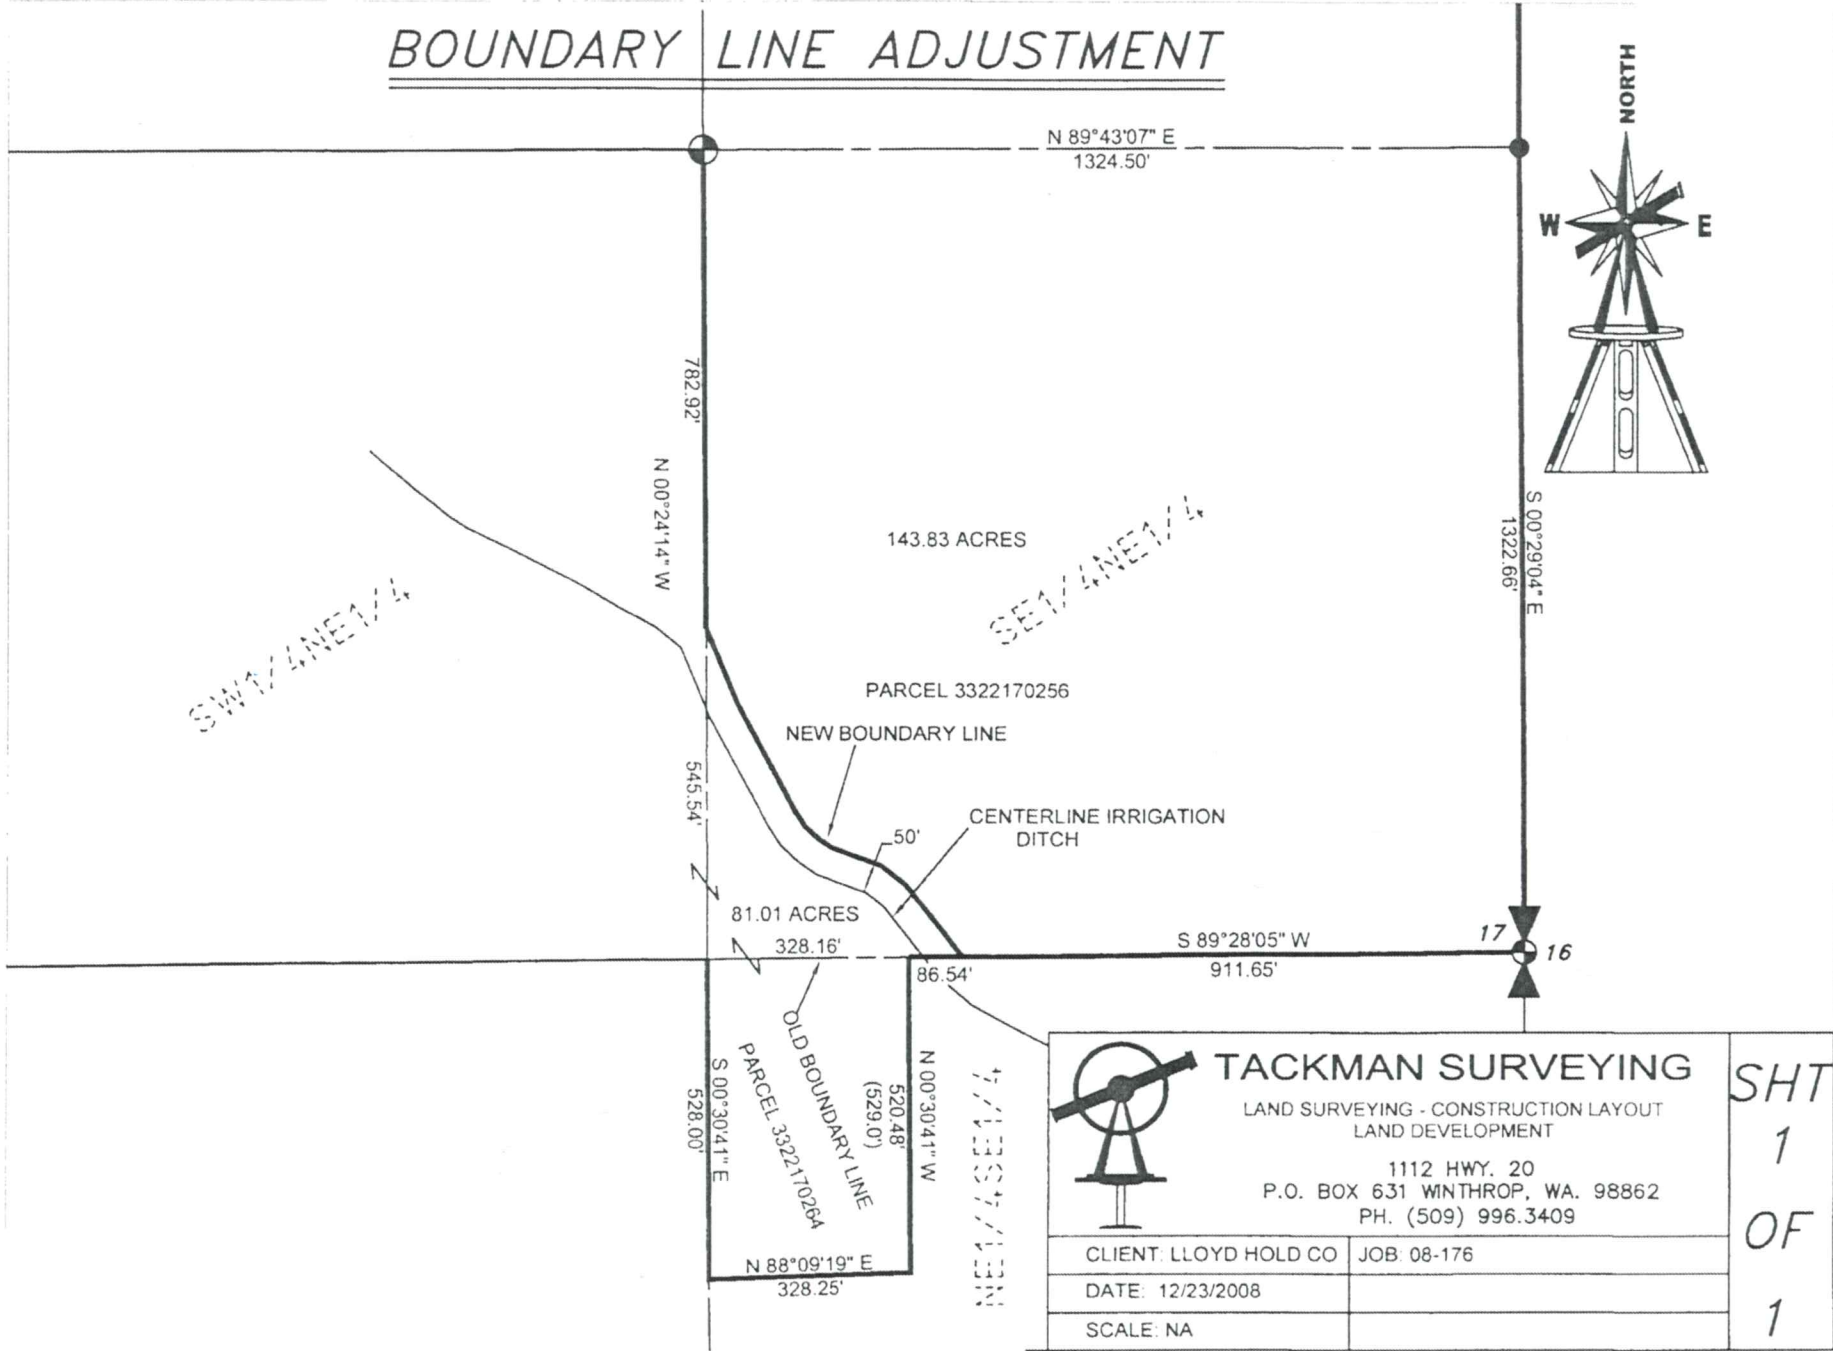 BOUNDARY LINE ADJUSTMENT
N 89°43'07" E
1324.50'
NORTH
W
E
782.92'
N 00°24'14" W
S 00°29'04" E
1322.66'
143.83 ACRES
SW1/4NE1/4
SE1/4NE1/4
PARCEL 3322170256
NEW BOUNDARY LINE
545.54'
CENTERLINE IRRIGATION
DITCH
50'
81.01 ACRES
328.16'
S 89°28'05" W
911.65'
17
16
86.54'
OLD BOUNDARY LINE
PARCEL 3322170264
S 00°30'41" E
528.00'
N 00°30'41" W
520.48'
(529.0')
NE1/4SE1/4
N 88°09'19" E
328.25'
TACKMAN SURVEYING
LAND SURVEYING - CONSTRUCTION LAYOUT
LAND DEVELOPMENT
1112 HWY. 20
P.O. BOX 631 WINTHROP, WA. 98862
PH. (509) 996.3409
CLIENT: LLOYD HOLD CO
JOB: 08-176
DATE: 12/23/2008
SCALE: NA
SHT
1
OF
1